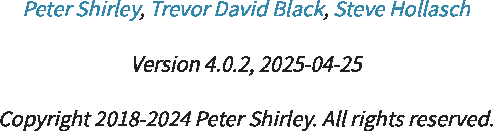 Peter Shirley, Trevor David Black, Steve Hollasch
Version 4.0.2, 2025-04-25
Copyright 2018-2024 Peter Shirley. All rights reserved.